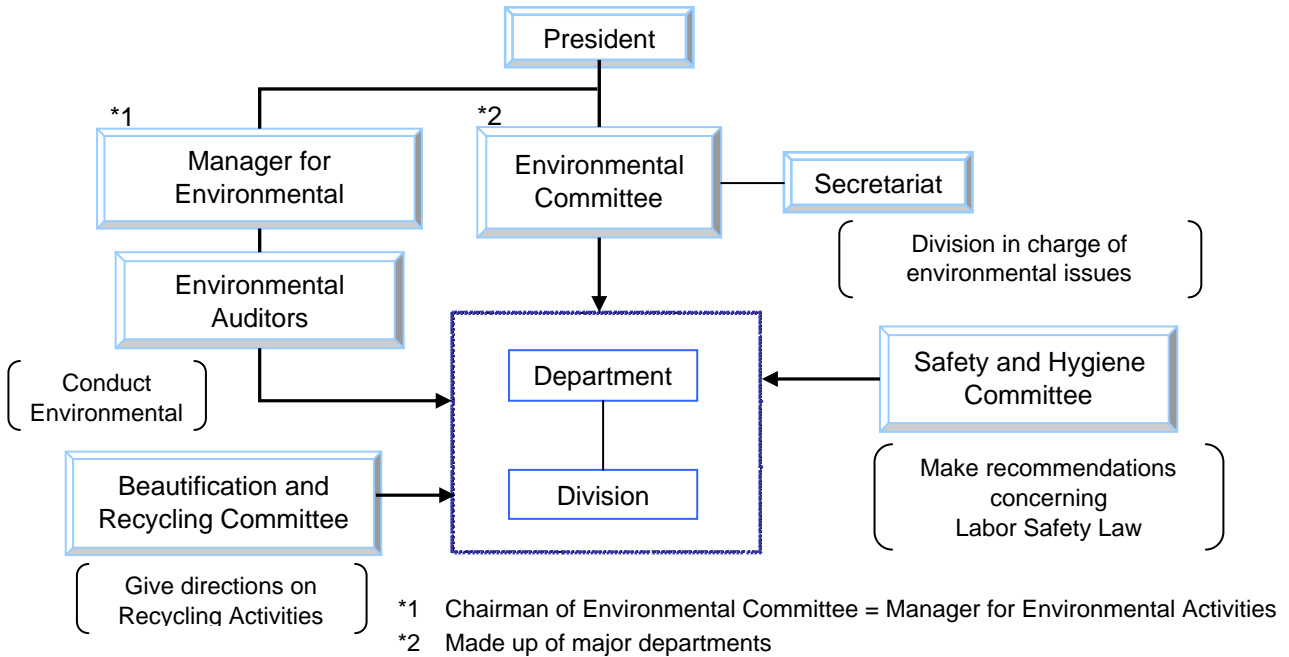 President
*1
*2
Manager for
Environmental
Environmental
Committee
Secretariat
Division in charge of
environmental issues
Environmental
Auditors
Conduct
Environmental
Department
Division
Safety and Hygiene
Committee
Make recommendations
concerning
Labor Safety Law
Beautification and
Recycling Committee
Give directions on
Recycling Activities
*1 Chairman of Environmental Committee = Manager for Environmental Activities
*2 Made up of major departments